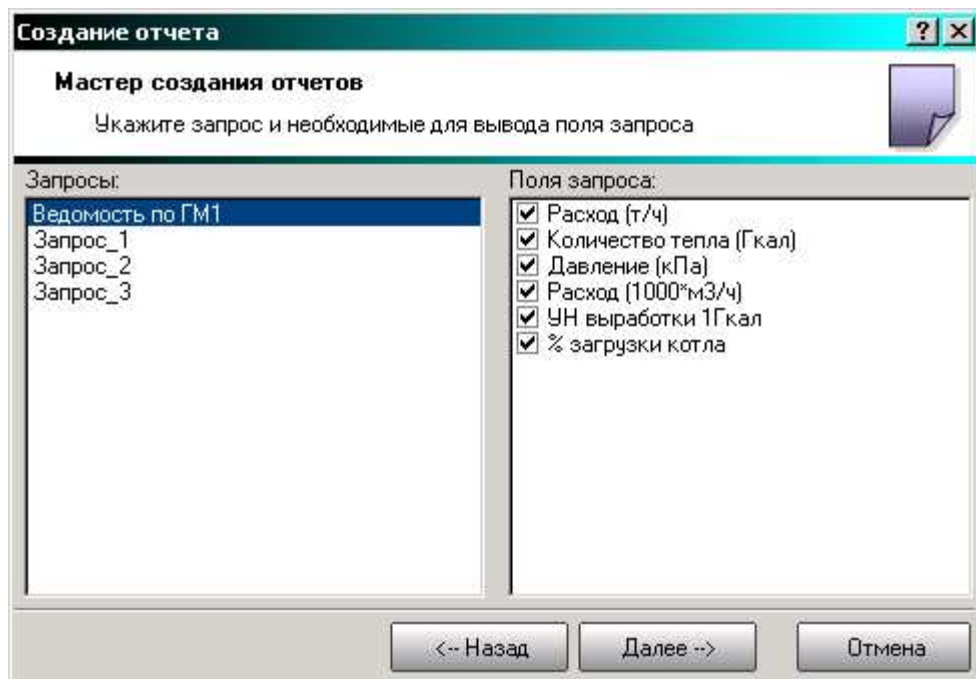 Создание отчета
Мастер создания отчетов
Укажите запрос и необходимые для вывода поля запроса
Запросы:
Ведомость по ГМ1
Запрос_1
Запрос_2
Запрос_3
Поля запроса:
Расход (т/ч)
Количество тепла (Гкал)
Давление (кПа)
Расход (1000*м3/ч)
УН выработки 1Гкал
% загрузки котла
<-- Назад
Далее -->
Отмена